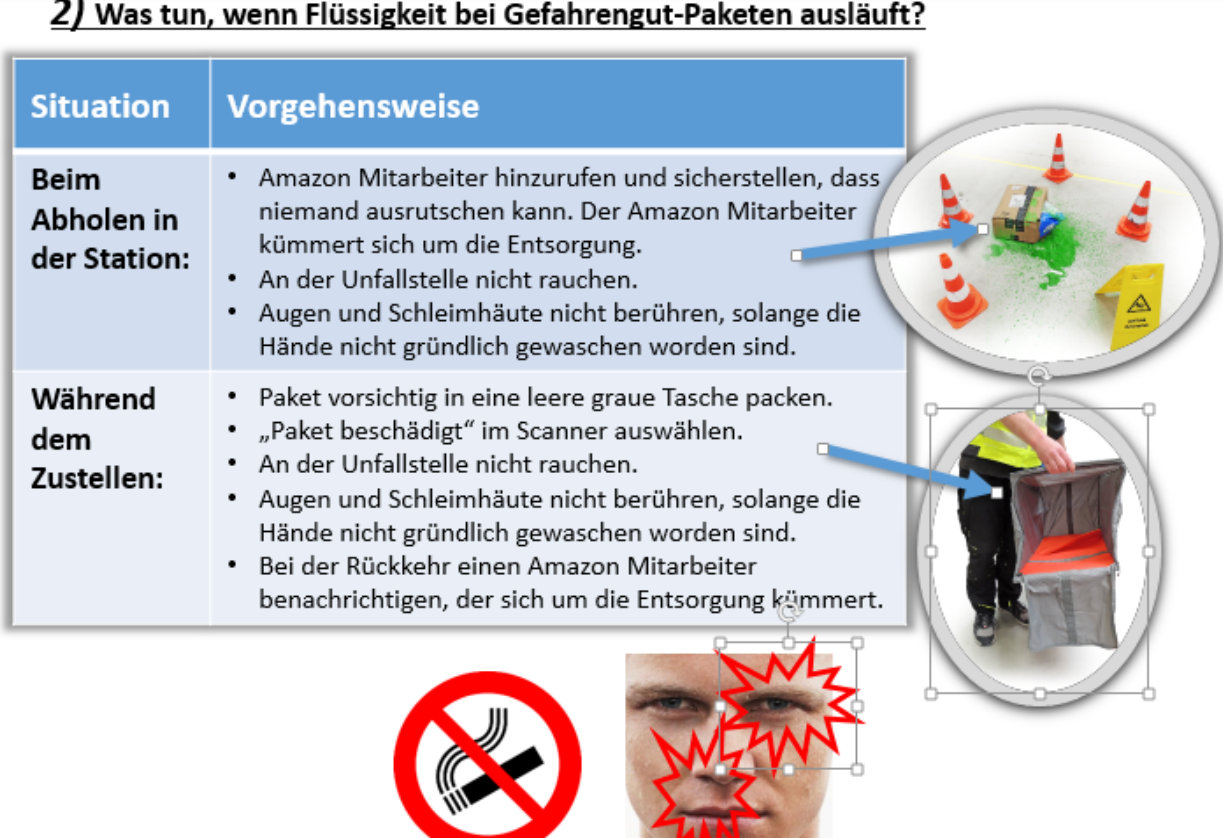 2) Was tun, wenn Flüssigkeit bei Gefahrengut-Paketen ausläuft?
Situation
Vorgehensweise
Beim
Abholen in
der Station:
• Amazon Mitarbeiter hinzurufen und sicherstellen, dass
niemand ausrutschen kann. Der Amazon Mitarbeiter
kümmert sich um die Entsorgung.
• An der Unfallstelle nicht rauchen.
• Augen und Schleimhäute nicht berühren, solange die
Hände nicht gründlich gewaschen worden sind.
Während
dem
Zustellen:
• Paket vorsichtig in eine leere graue Tasche packen.
• „Paket beschädigt“ im Scanner auswählen.
• An der Unfallstelle nicht rauchen.
• Augen und Schleimhäute nicht berühren, solange die
Hände nicht gründlich gewaschen worden sind.
• Bei der Rückkehr einen Amazon Mitarbeiter
benachrichtigen, der sich um die Entsorgung kümmert.